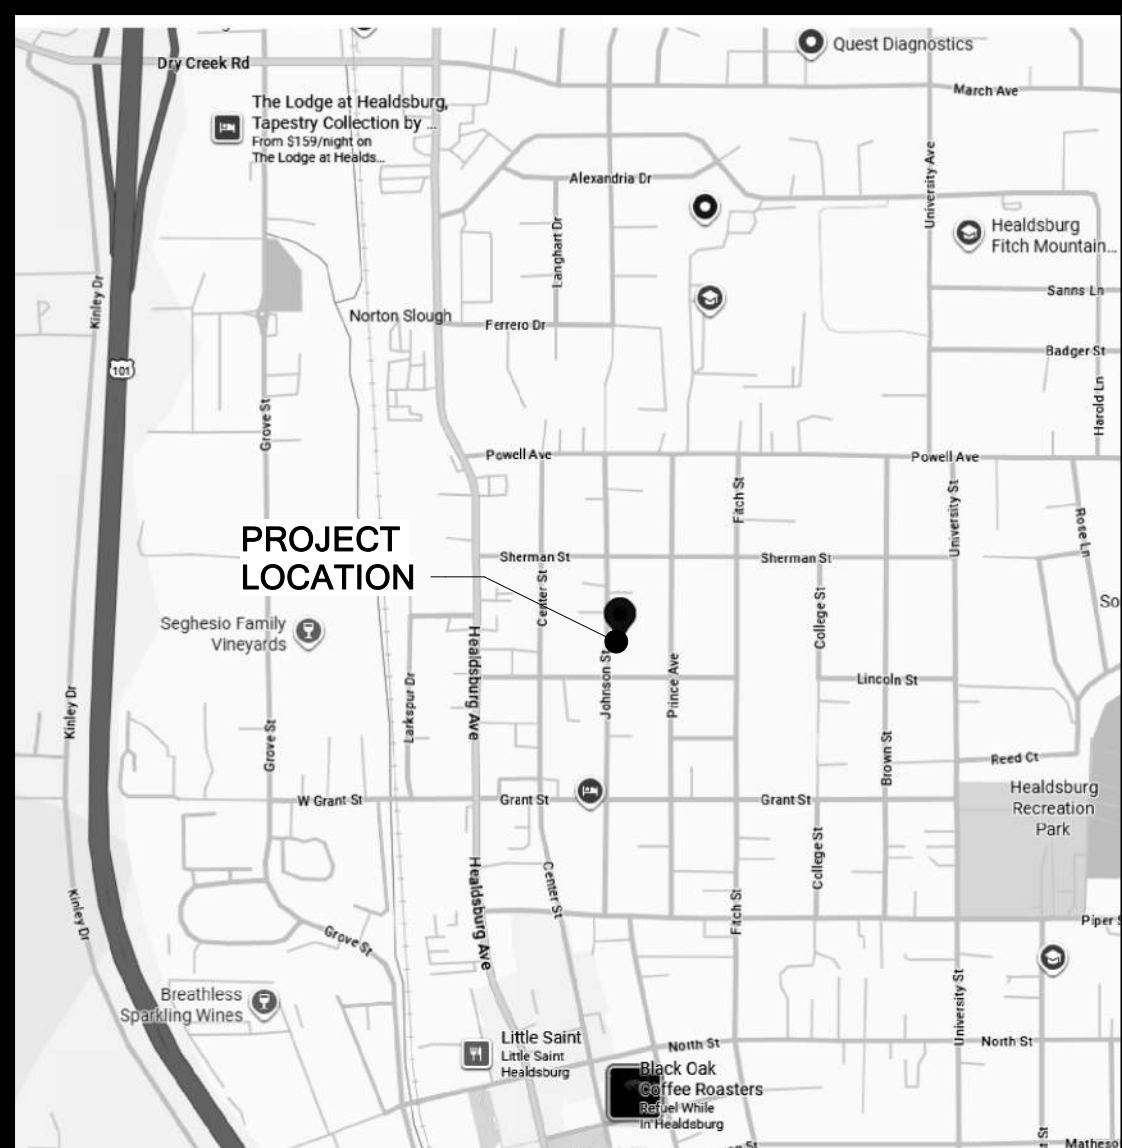 Quest Diagnostics
Dry Creek Rd
March Ave
The Lodge at Healdsburg,
Tapestry Collection by ...
From $159/night on
The Lodge at Healds...
Alexandria Dr
University Ave
Langhart Dr
Healdsburg
Fitch Mountain...
Kinley Dr
Sanns Ln
Norton Slough
Ferrero Dr
Badger St
101
Harold Ln
Grove St
Powell Ave
Powell Ave
Fitch St
University St
Rose Ln
PROJECT
LOCATION
Sherman St
Sherman St
Center St
College St
So
Seghesio Family
Vineyards
Healdsburg Ave
Johnson St
Prince Ave
Lincoln St
Kinley Dr
Larkspur Dr
Grove St
Brown St
Reed Ct
W Grant St
Grant St
Grant St
Healdsburg
Recreation
Park
College St
Healdsburg Ave
Center St
Fitch St
Kinley Dr
Piper S
Grove St
Breathless
Sparkling Wines
University St
Little Saint
Little Saint
Healdsburg
North St
North St
Black Oak
Coffee Roasters
Refuel While
in Healdsburg
St
St
Matheso